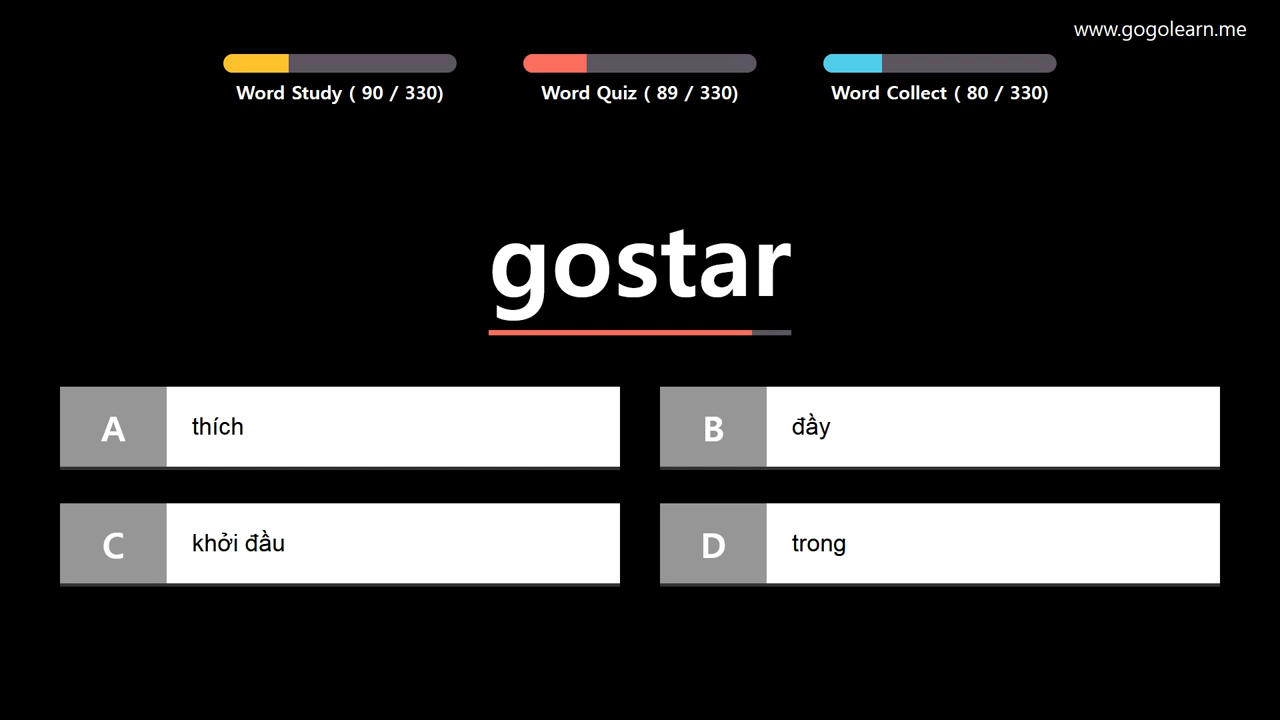 www.gogolearn.me
Word Study ( 90 / 330)
Word Quiz ( 89 / 330)
Word Collect ( 80 / 330)
gostar
A thích
B đầy
C khởi đầu
D trong